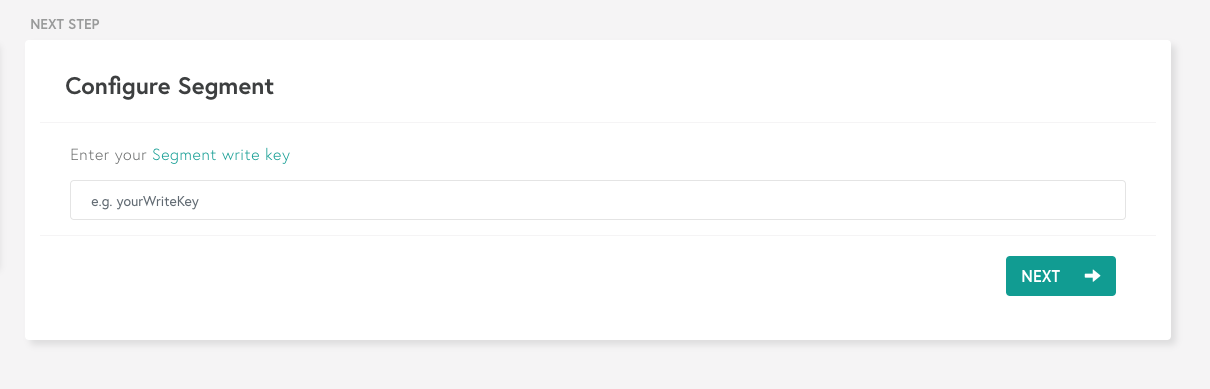 NEXT STEP
Configure Segment
Enter your Segment write key
e.g. yourWriteKey
NEXT